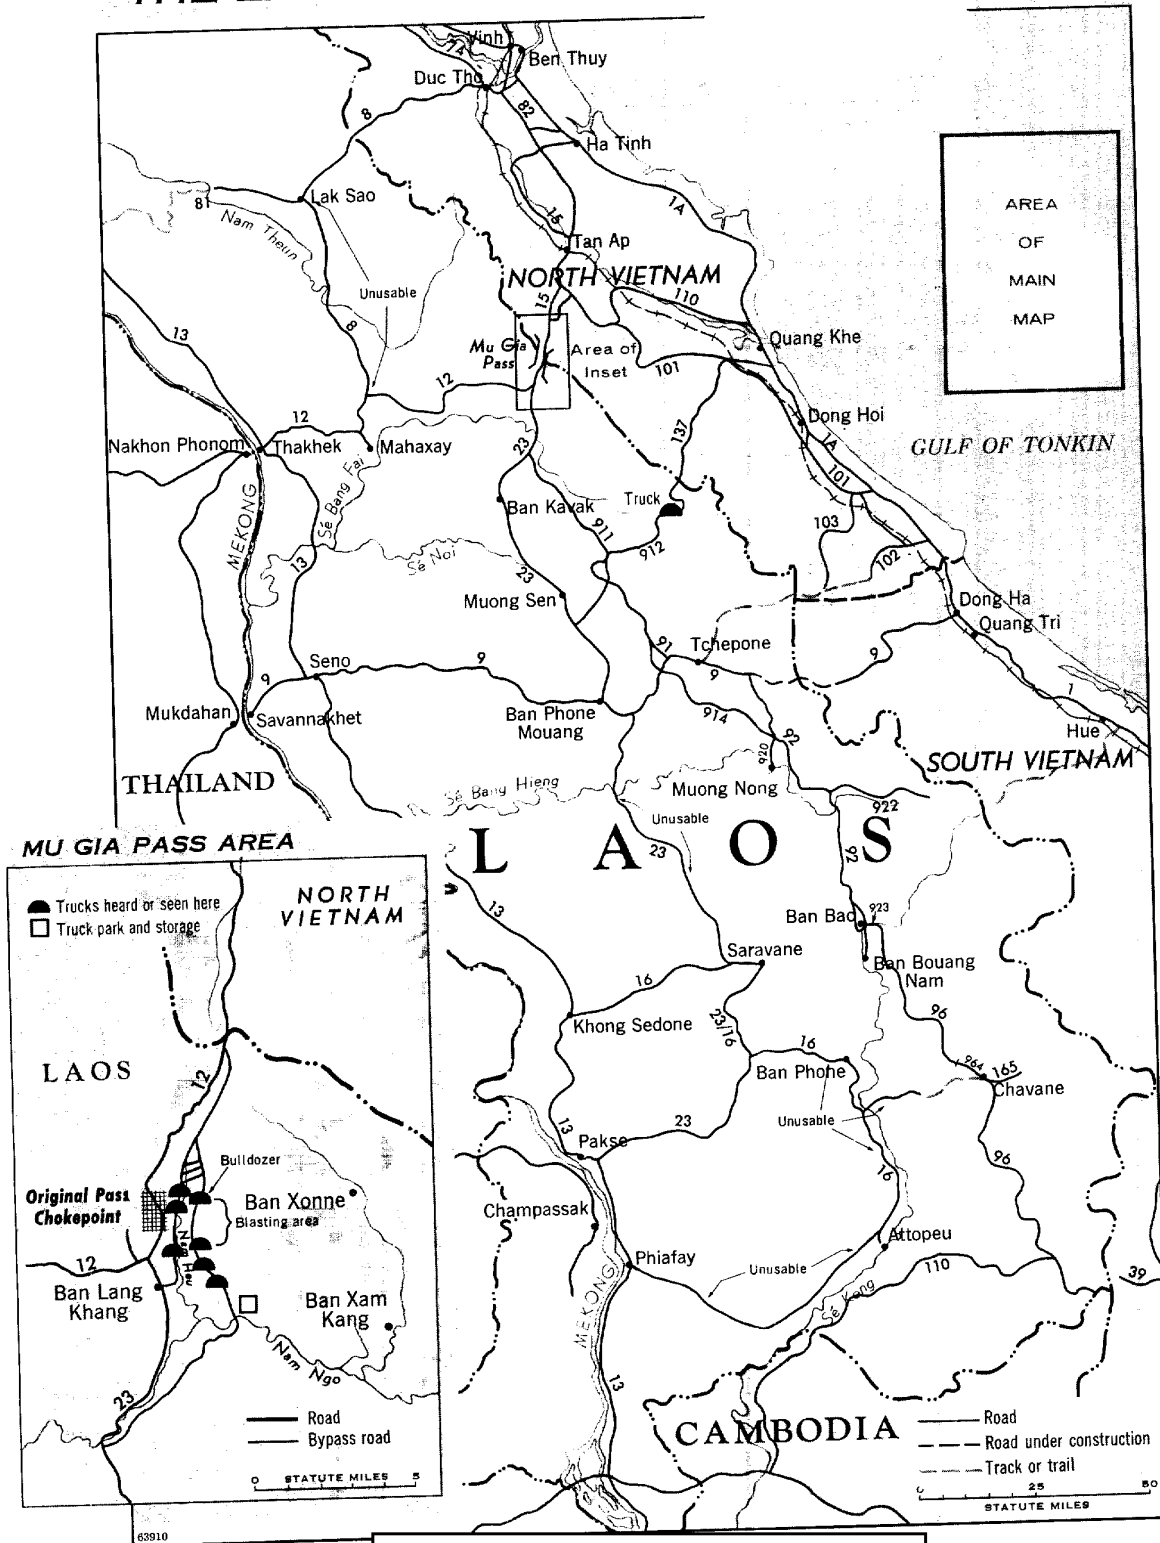 Vinh
7A
Ben Thuy
Duc Tho
82
8
Ha Tinh
Lak Sao
81
1A
Nam Theun
15
Tan Ap
NORTH VIETNAM
Unusable
110
15
13
8
Mu Gia
Pass
Area of
Inset
Quang Khe
101
12
AREA
OF
MAIN
MAP
12
Dong Hoi
137
1A
GULF OF TONKIN
Nakhon Phonom
Thakhek
Mahaxay
23
101
Sé Bang Fai
MEKONG
Ban Kavak
Truck
911
103
912
13
Sé Noi
102
23
Muong Sen
Dong Ha
Quang Tri
91
Tchepone
9
Seno
9
9
9
1
Mukdahan
Savannakhet
Ban Phone
Mouang
914
92
Hue
920
THAILAND
SOUTH VIETNAM
Sé Bang Hieng
Muong Nong
922
Unusable
LAOS
23
92
MU GIA PASS AREA
Trucks heard or seen here
Truck park and storage
NORTH
VIETNAM
13
Ban Bac
923
Saravane
Ban Bouang
Nam
16
Khong Sedone
23/16
96
16
Ban Phone
964
165
Chavane
LAOS
12
Unusable
13
23
Pakse
96
Bulldozer
16
Original Pass
Chokepoint
Ban Xonne
Blasting area
Champassak
Attopeu
12
Phiafay
Ban Lang
Khang
Unusable
110
39
Ban Xam
Kang
MEKONG
Sé Kong
Nam Ngo
23
13
Road
Bypass road
CAMBODIA
Road
Road under construction
Track or trail
0 STATUTE MILES 5
0 25 50
STATUTE MILES
63910